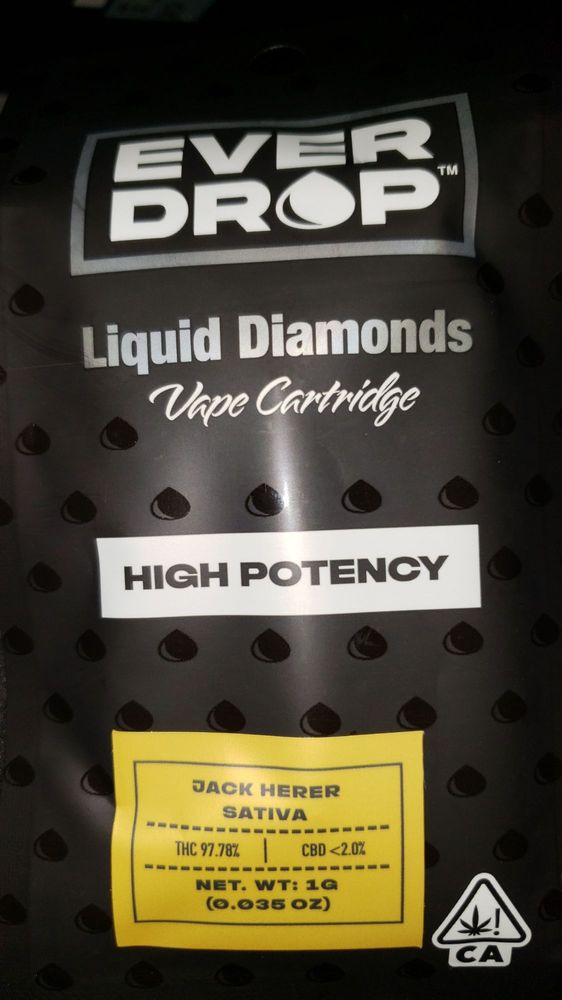 EVER
DROP™
Liquid Diamonds
Vape Cartridge
HIGH POTENCY
JACK HERER
SATIVA
THC 97.78% | CBD <2.0%
NET. WT: 1G
(0.035 OZ)
!
CA